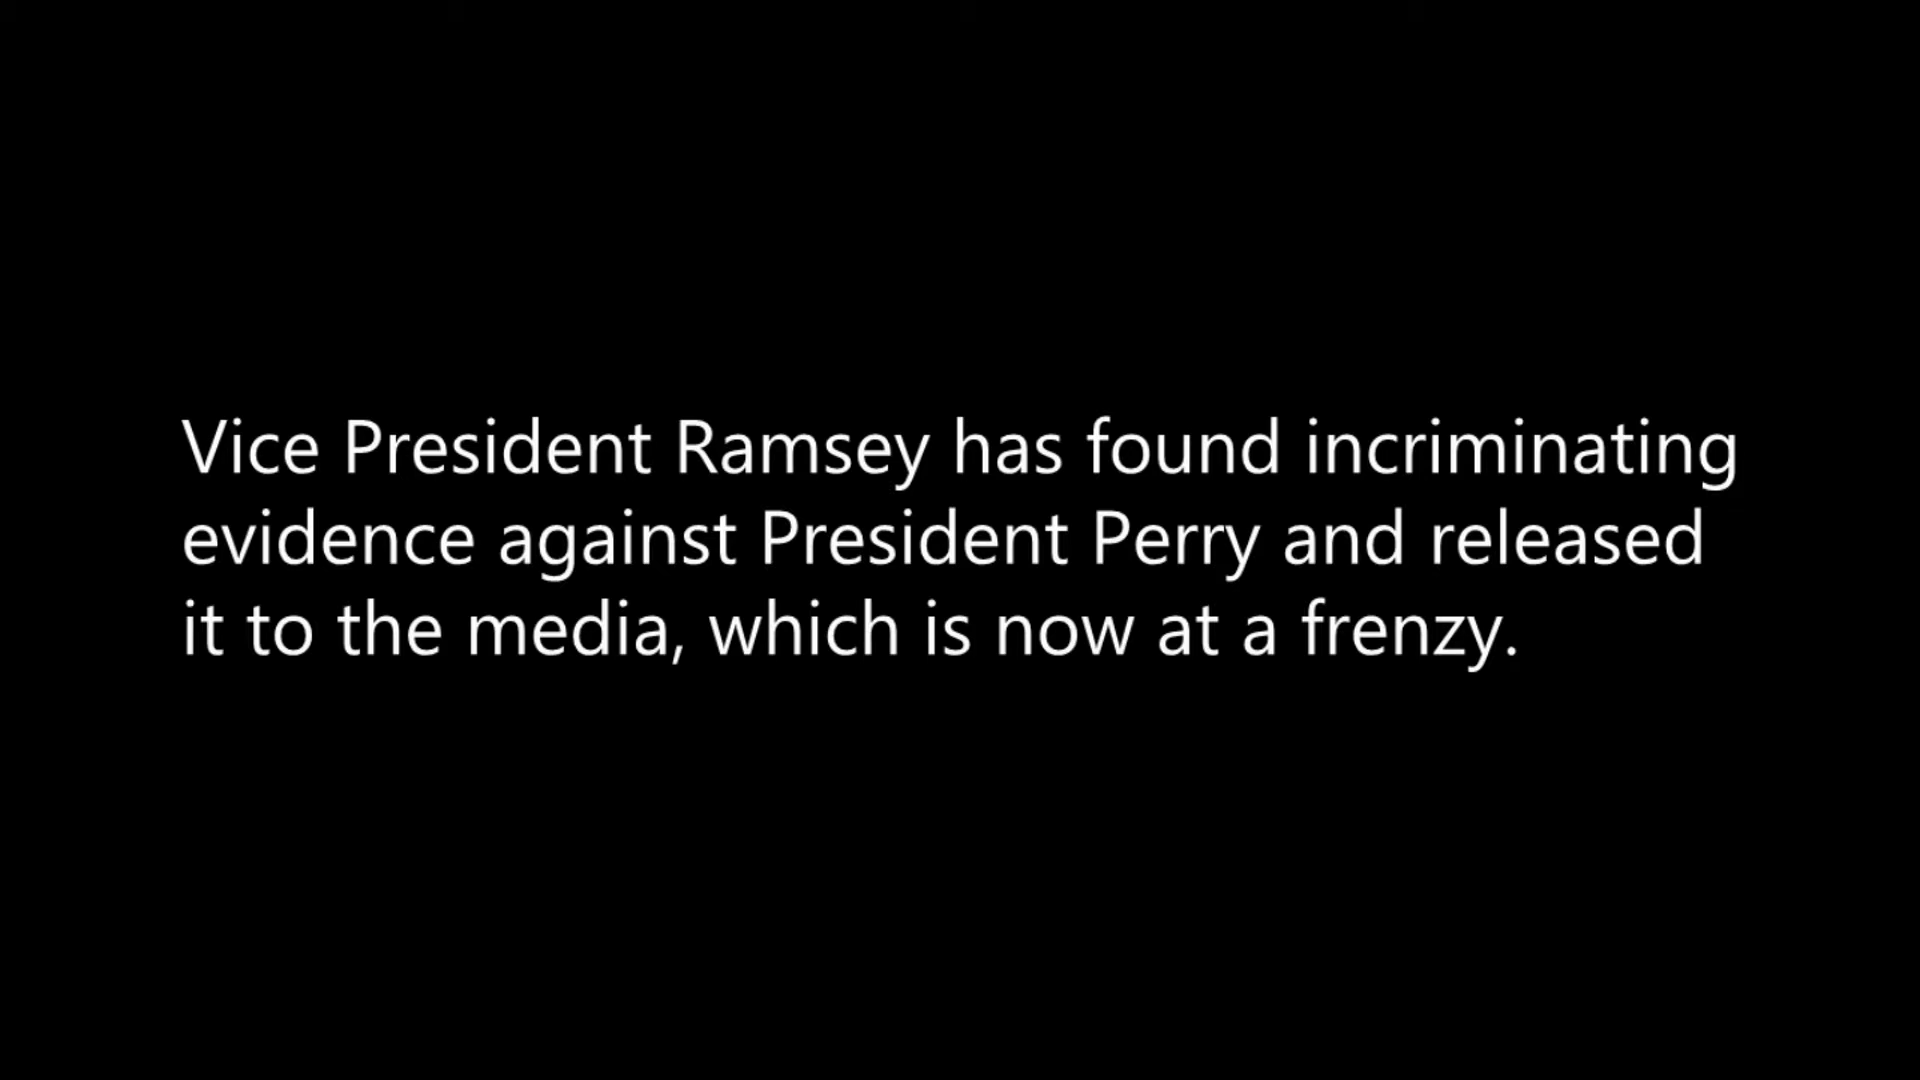 Vice President Ramsey has found incriminating
evidence against President Perry and released
it to the media, which is now at a frenzy.